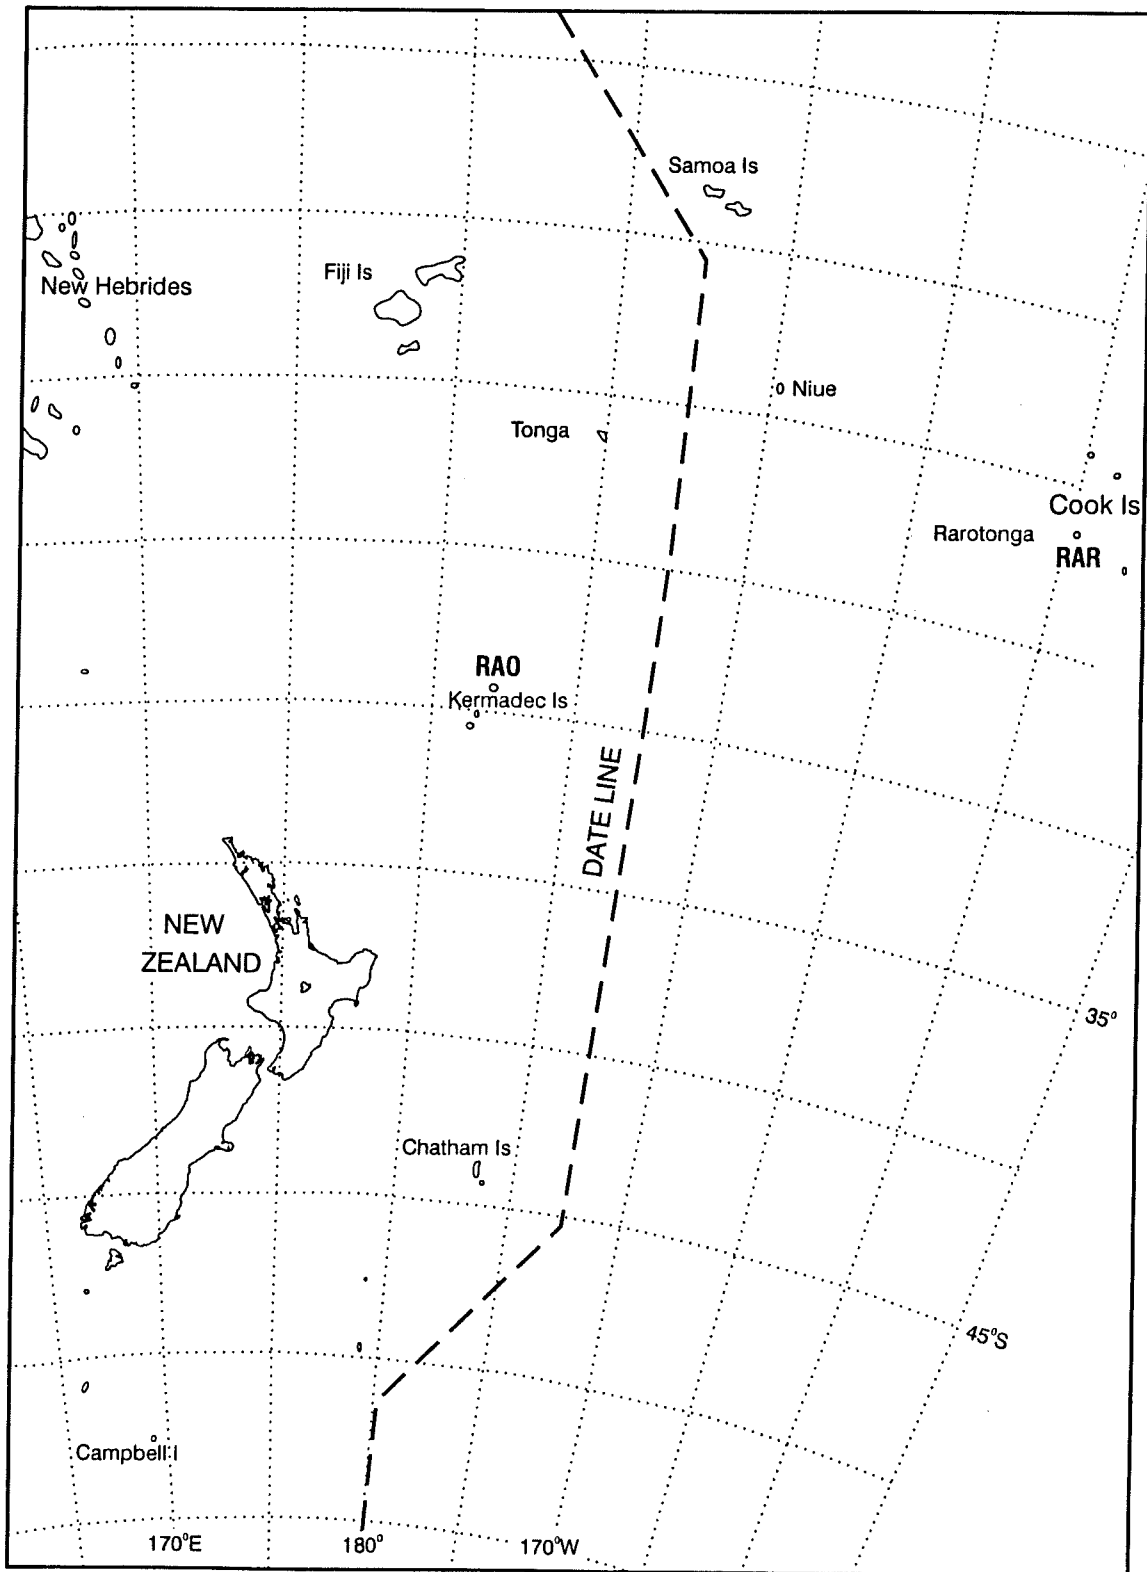 Samoa Is
Fiji Is
New Hebrides
Niue
Tonga
Cook Is
Rarotonga
RAR
RAO
Kermadec Is
DATE LINE
NEW
ZEALAND
35°
Chatham Is
45°S
Campbell I
170°E
180°
170°W